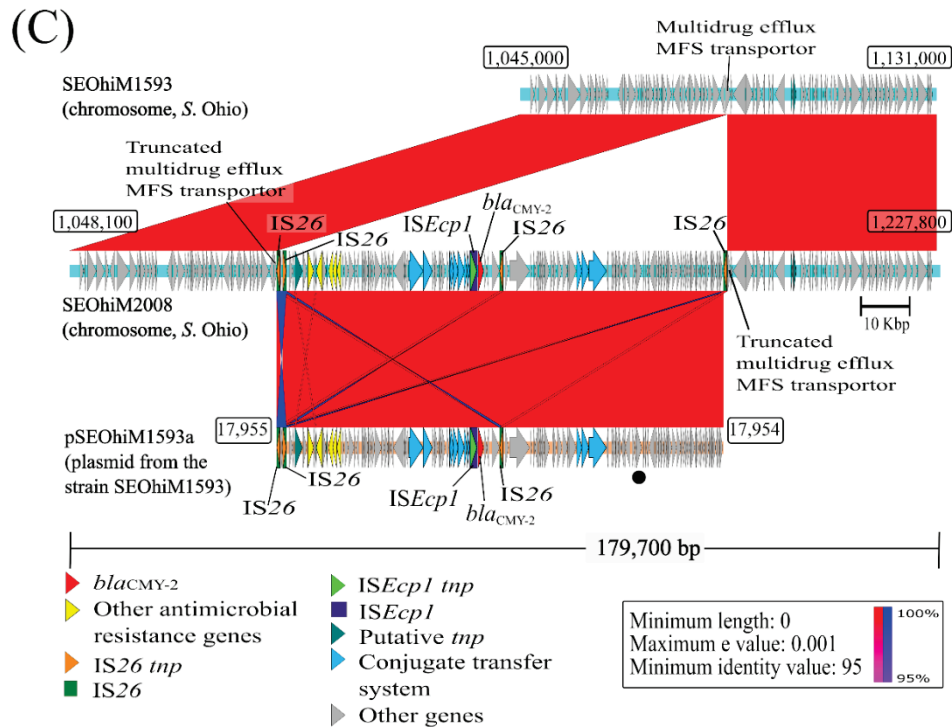 (C)
Multidrug efflux
MFS transportor
1,045,000
1,131,000
SEOhiM1593
(chromosome, S. Ohio)
Truncated
multidrug efflux
MFS transportor
1,048,100
IS26
IS26
ISEcp1
blaCMY-2
IS26
IS26
1,227,800
SEOhiM2008
(chromosome, S. Ohio)
10 Kbp
Truncated
multidrug efflux
MFS transportor
17,955
17,954
pSEOhiM1593a
(plasmid from the
strain SEOhiM1593)
IS26
IS26
ISEcp1
blaCMY-2
IS26
179,700 bp
blaCMY-2
Other antimicrobial
resistance genes
IS26 tnp
IS26
ISEcp1 tnp
ISEcp1
Putative tnp
Conjugate transfer
system
Other genes
Minimum length: 0
Maximum e value: 0.001
Minimum identity value: 95
100%
95%